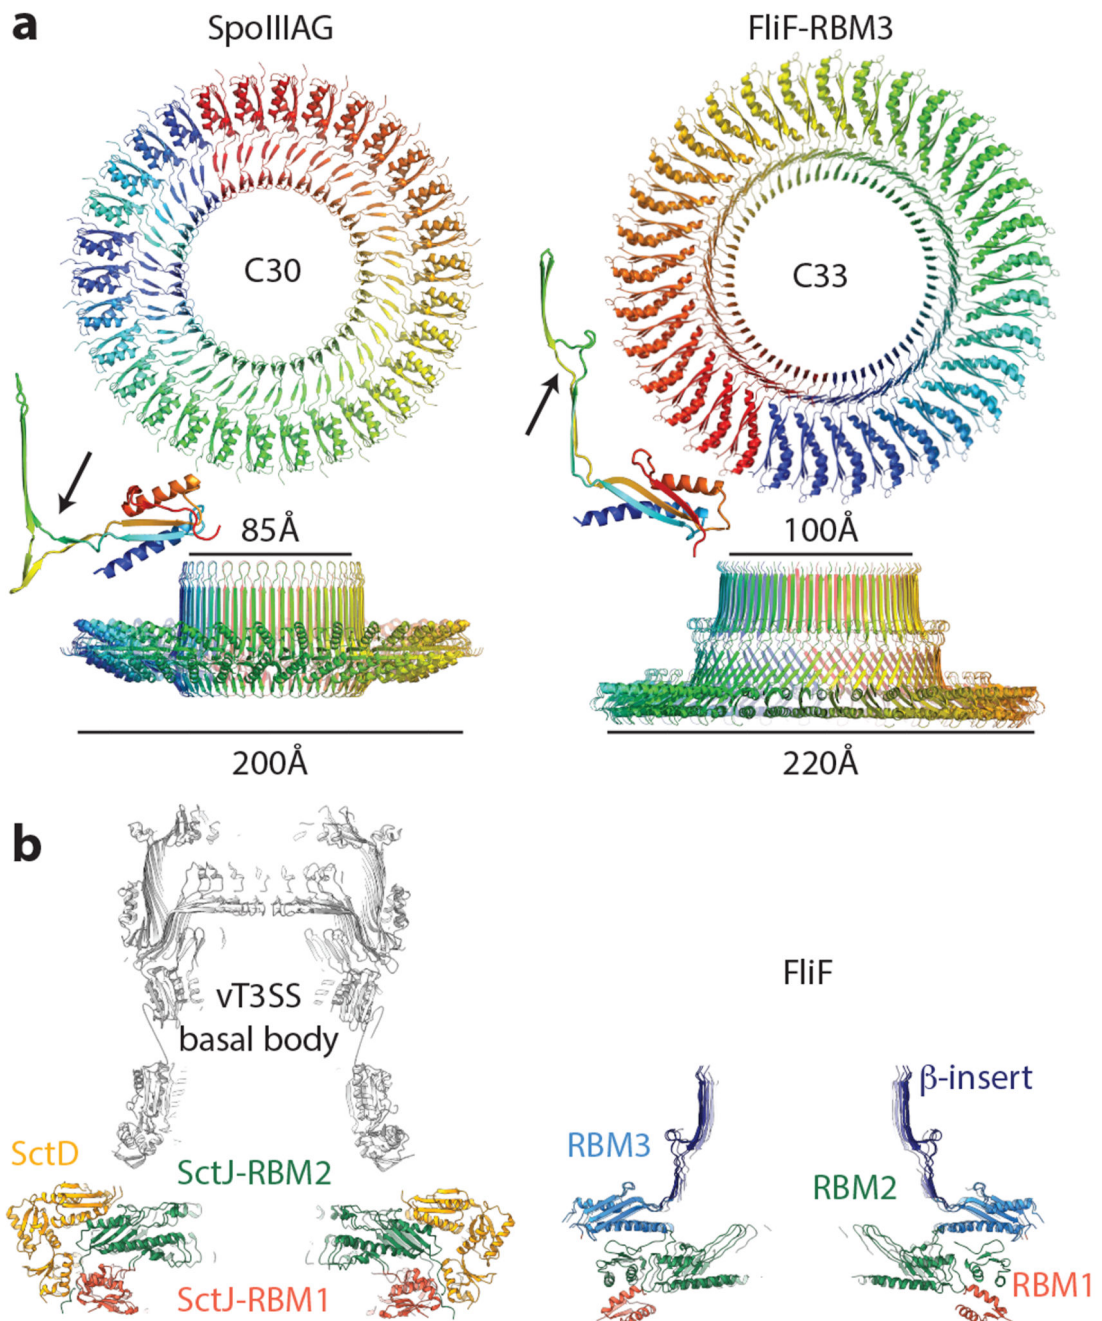 a
SpoIIIAG
FliF-RBM3
C30
C33
85Å
100Å
200Å
220Å
b
vT3SS
basal body
FliF
β-insert
SctD
SctJ-RBM2
RBM3
RBM2
SctJ-RBM1
RBM1